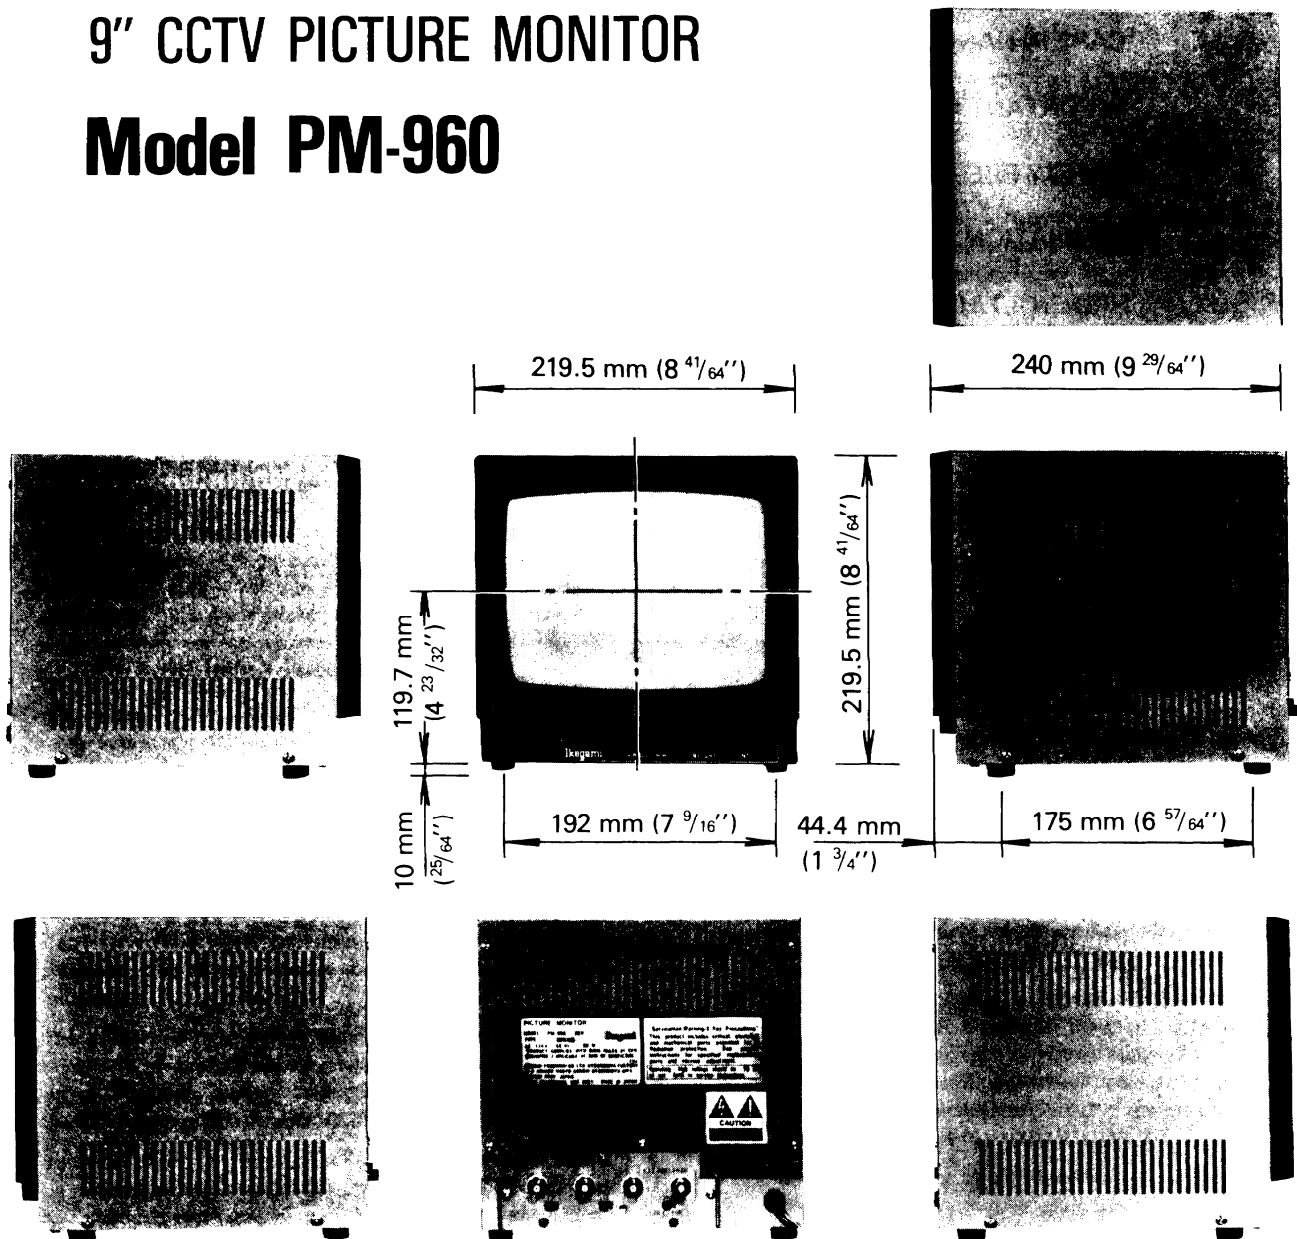 9″ CCTV PICTURE MONITOR
Model PM-960
219.5 mm (8 41/64″)
240 mm (9 29/64″)
119.7 mm
(4 23/32″)
219.5 mm (8 41/64″)
Ikegami
10 mm
(25/64″)
192 mm (7 9/16″)
44.4 mm
(1 3/4″)
175 mm (6 57/64″)
PICTURE MONITOR
CAUTION